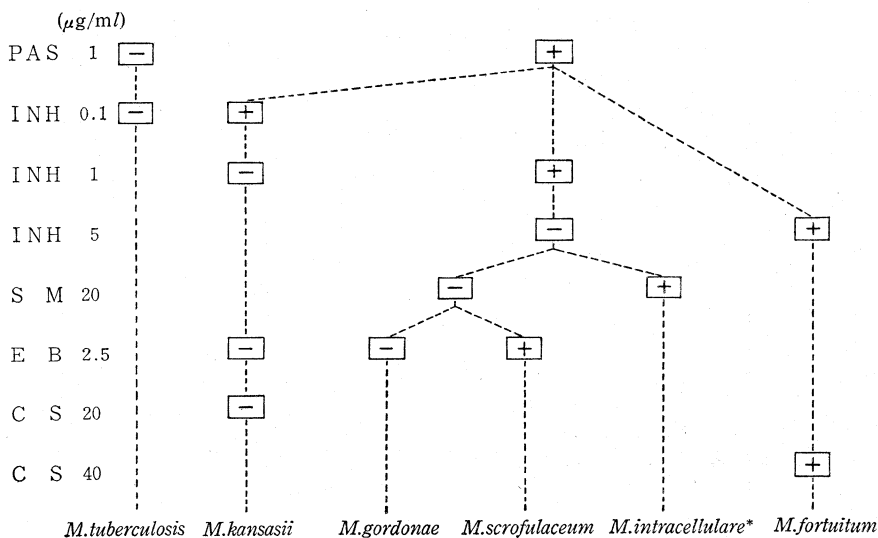 (μg/ml)
PAS 1 − +
INH 0.1 − +
INH 1 − +
INH 5 − +
S M 20 − +
E B 2.5 − − +
C S 20 −
C S 40 +
M.tuberculosis M.kansasii M.gordonae M.scrofulaceum M.intracellulare* M.fortuitum